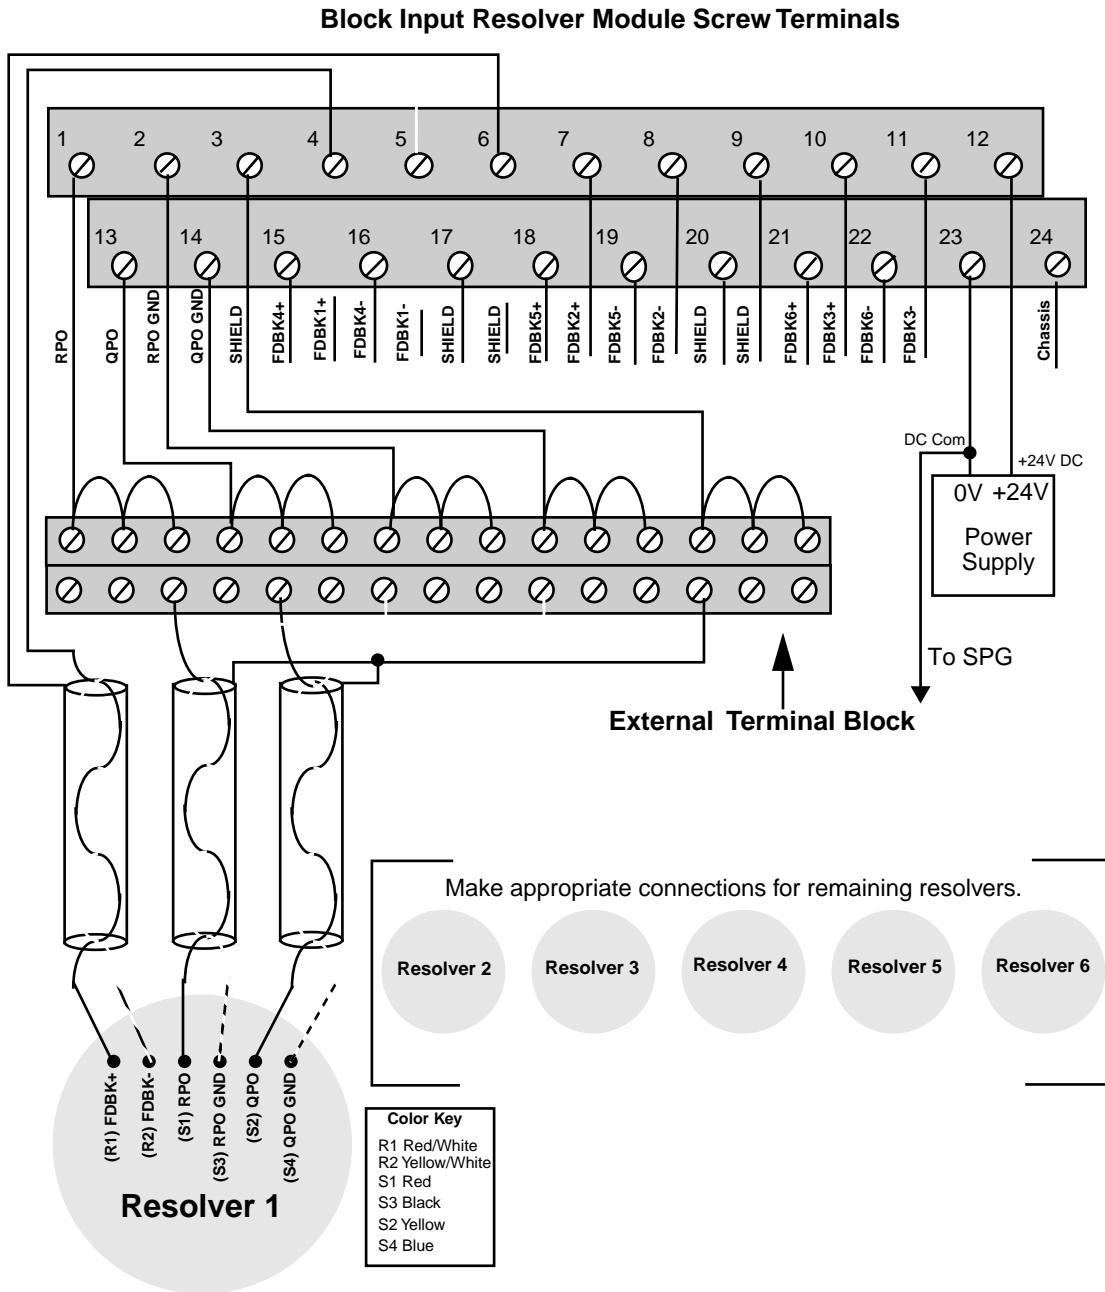 Block Input Resolver Module Screw Terminals
1 2 3 4 5 6 7 8 9 10 11 12
13 14 15 16 17 18 19 20 21 22 23 24
RPO
QPO
RPO GND
QPO GND
SHIELD
FDBK4+
FDBK1+
FDBK4-
FDBK1-
SHIELD
SHIELD
FDBK5+
FDBK2+
FDBK5-
FDBK2-
SHIELD
SHIELD
FDBK6+
FDBK3+
FDBK6-
FDBK3-
Chassis
DC Com
+24V DC
0V +24V
Power
Supply
To SPG
External Terminal Block
Make appropriate connections for remaining resolvers.
Resolver 2
Resolver 3
Resolver 4
Resolver 5
Resolver 6
(R1) FDBK+
(R2) FDBK-
(S1) RPO
(S3) RPO GND
(S2) QPO
(S4) QPO GND
Resolver 1
Color Key
R1 Red/White
R2 Yellow/White
S1 Red
S3 Black
S2 Yellow
S4 Blue